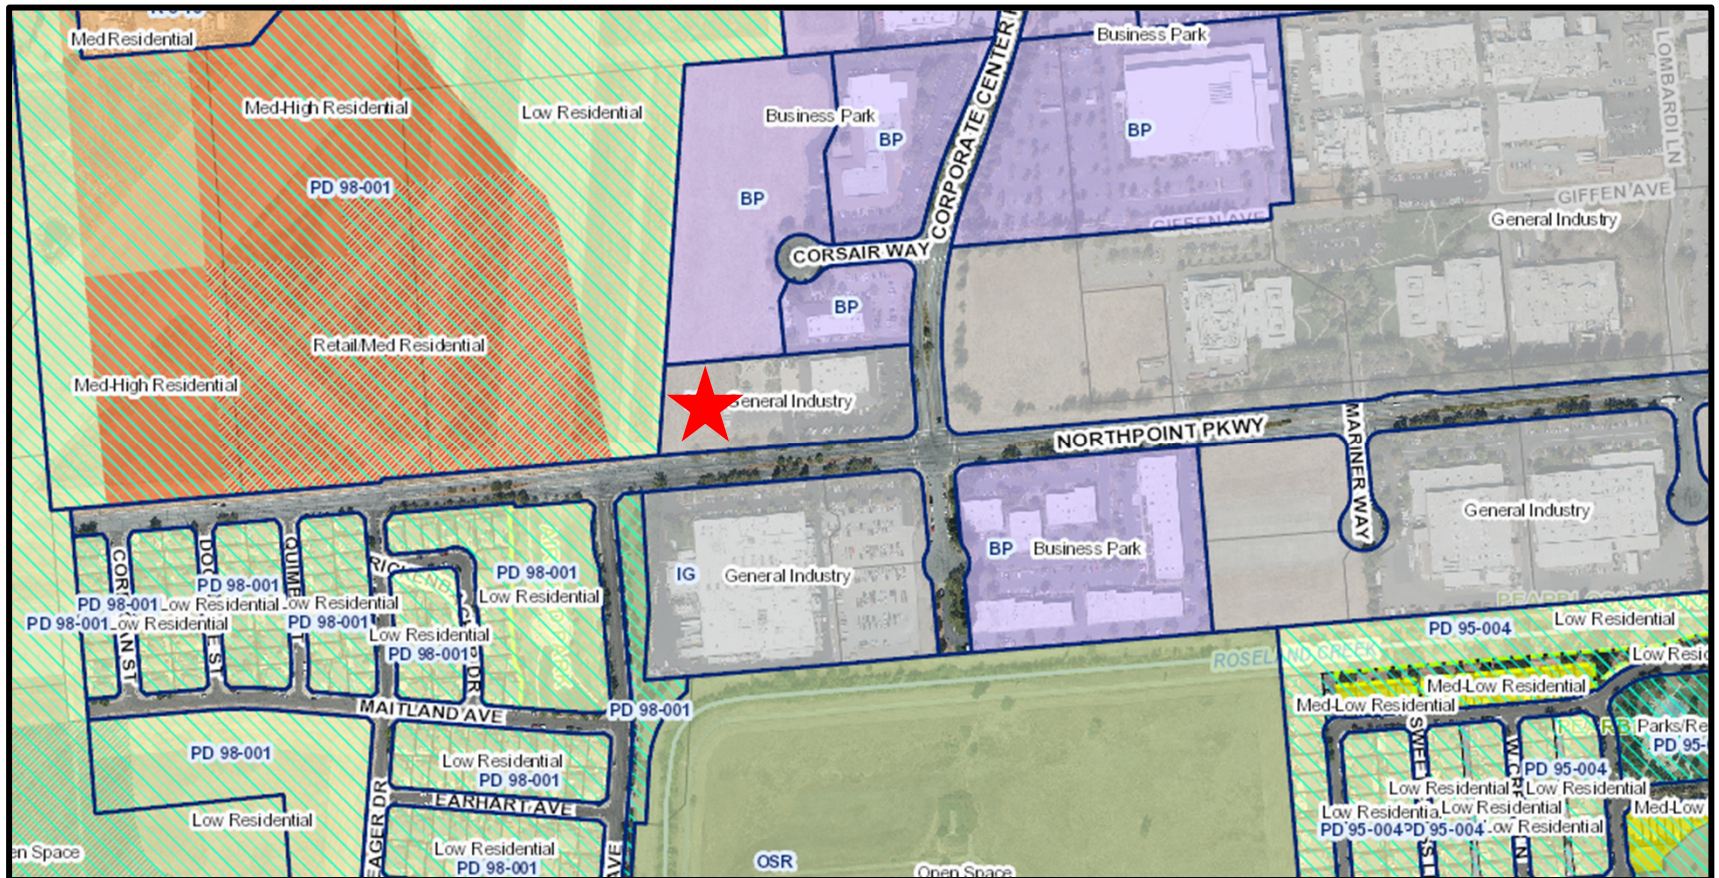 Med Residential
Business Park
LOMBARDI LN
Med-High Residential
Low Residential
Business Park
BP
BP
CORPORATE CENTER
PD 98-001
BP
GIFFEN AVE
General Industry
GIFFEN AVE
CORSAIR WAY
BP
Retail/Med Residential
Med-High Residential
General Industry
NORTHPOINT PKWY
MARINER WAY
General Industry
BP
Business Park
IG
General Industry
PD 98-001
Low Residential
PD 98-001
PD 98-001
Low Residential
Low Residential
PD 98-001
Low Residential
PD 98-001
Low Residential
PD 98-001
PD 95-004
Low Residential
ROSELAND CREEK
Med-Low Residential
Med-Low Residential
MAITLAND AVE
PD 98-001
Parks/Re
PD 95-
PD 98-001
Low Residential
PD 98-001
PD 95-004
Low Residential
Low Residential
EARHART AVE
Low Residential
Low Residential
Med-Low
PD 95-004
PD 95-004
Low Residential
EAGER DR
Low Residential
PD 98-001
AVE
en Space
OSR
Open Space